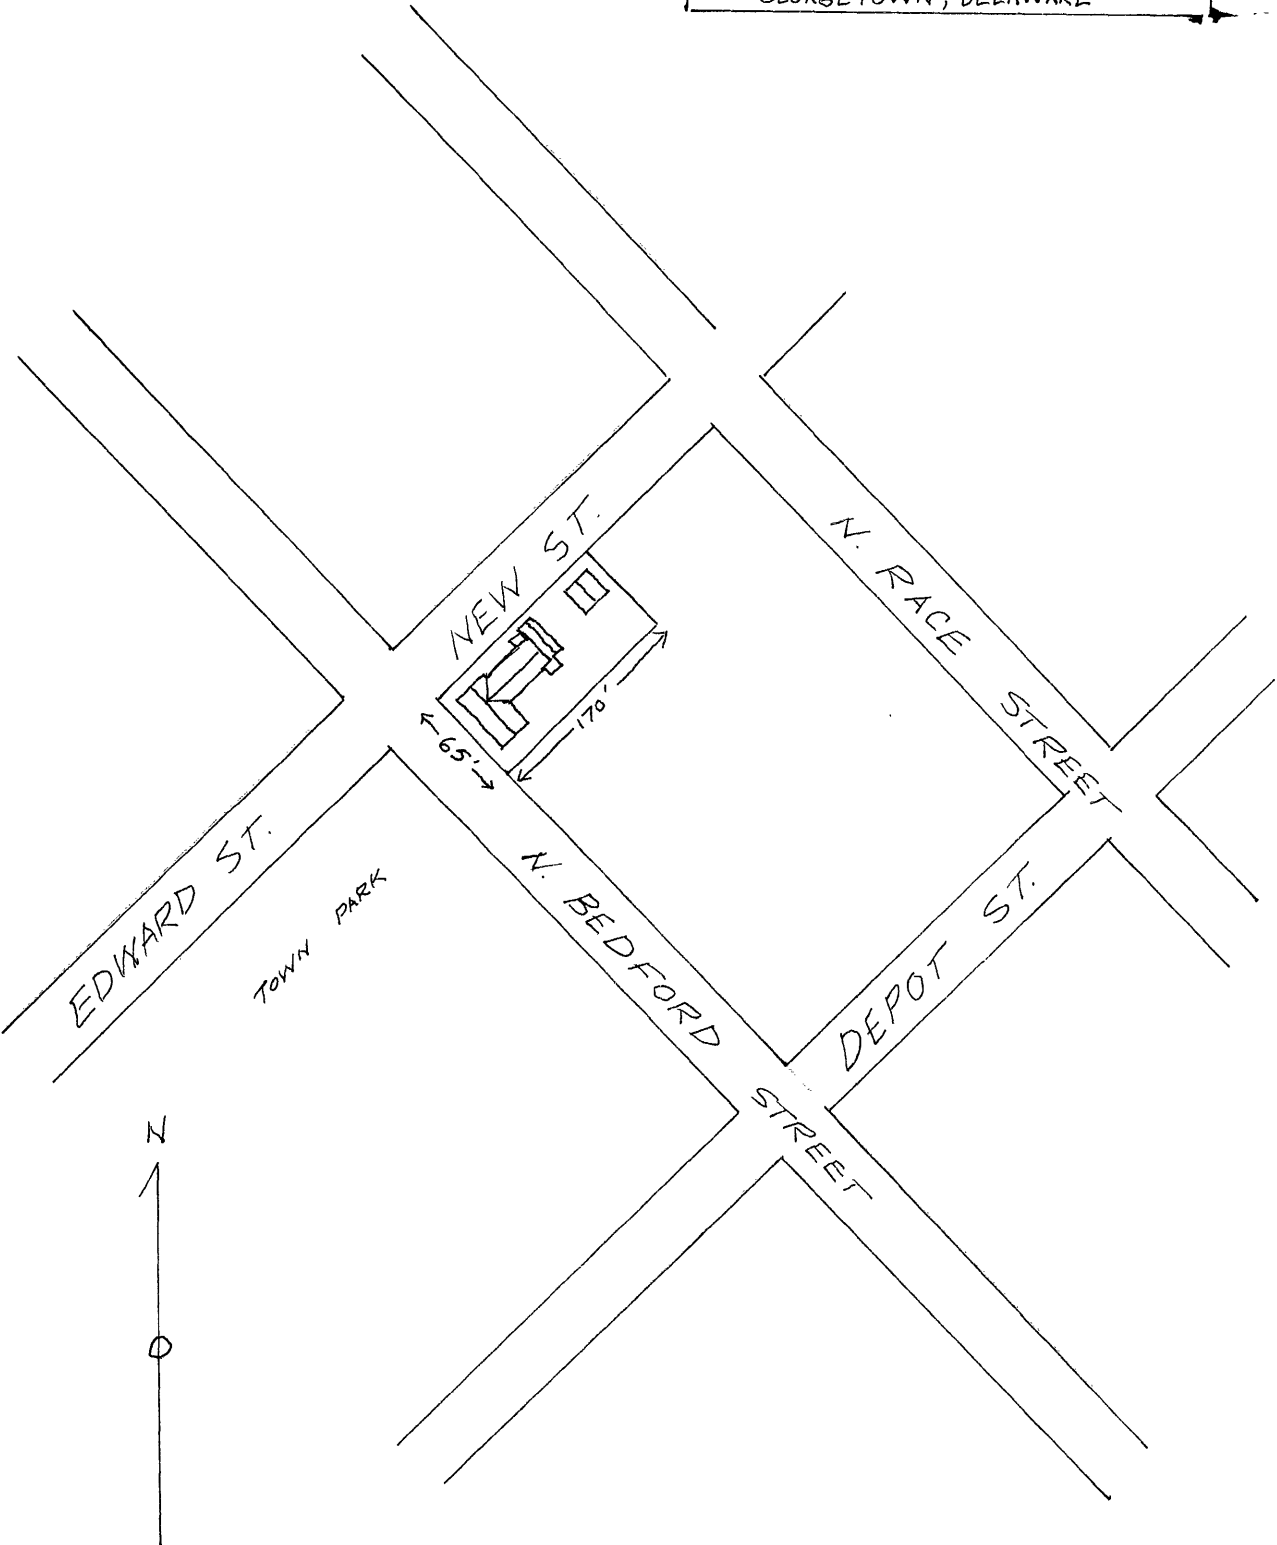 GEORGETOWN, DELAWARE
NEW ST.
N. RACE STREET
170'
65'
EDWARD ST.
TOWN PARK
N. BEDFORD STREET
DEPOT ST.
N